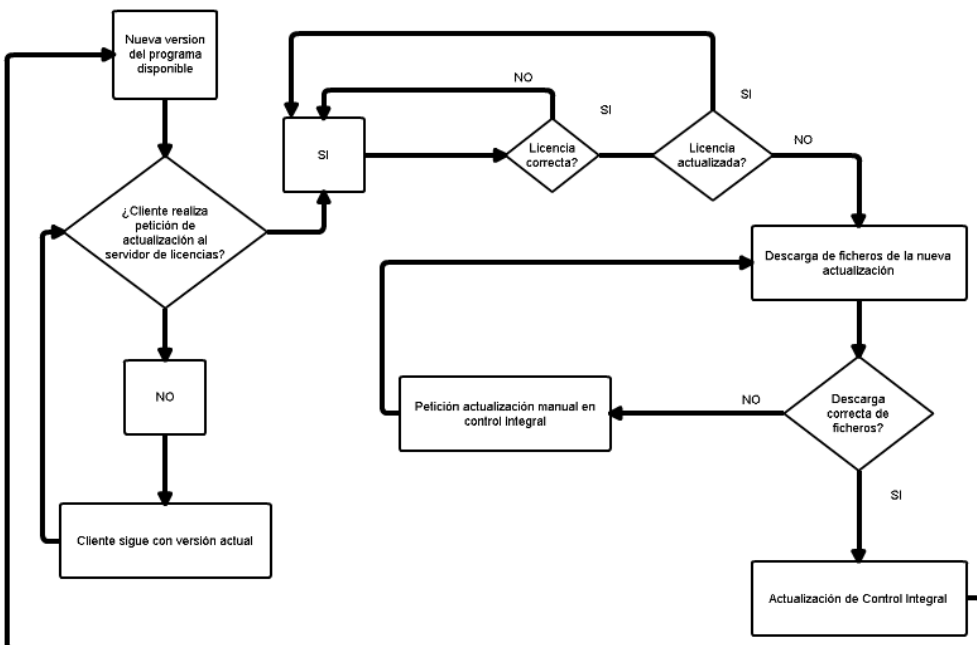 Nueva version
del programa
disponible
NO
SI
SI
SI
Licencia
correcta?
Licencia
actualizada?
NO
¿Cliente realiza
petición de
actualización al
servidor de licencias?
Descarga de ficheros de la nueva
actualización
NO
Petición actualización manual en
control Integral
NO
Descarga
correcta de
ficheros?
SI
Cliente sigue con versión actual
Actualización de Control Integral